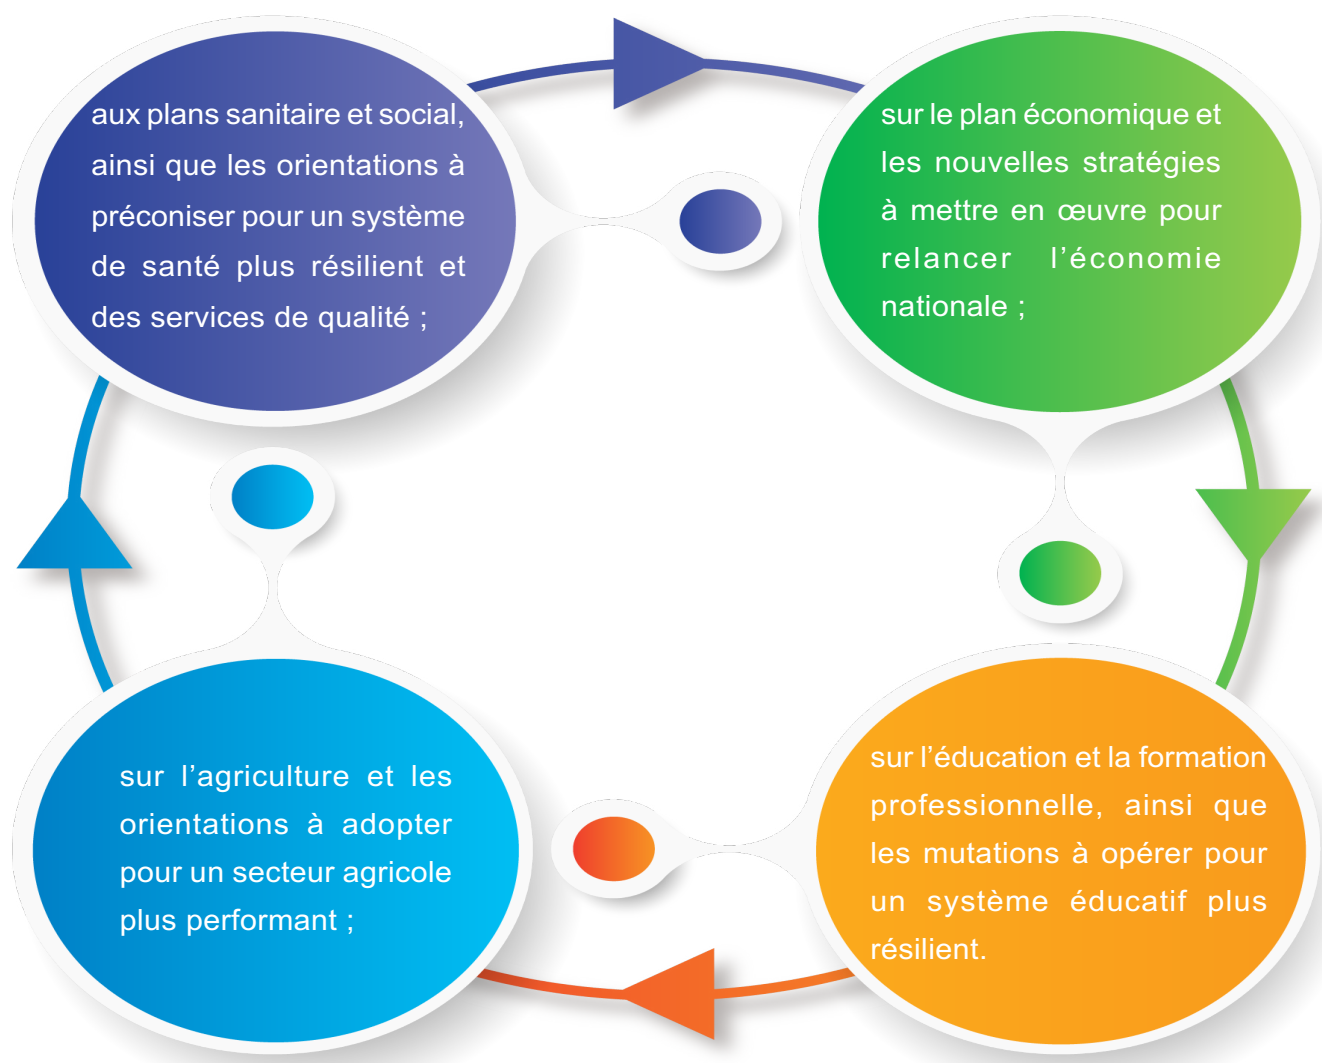 aux plans sanitaire et social,
ainsi que les orientations à
préconiser pour un système
de santé plus résilient et
des services de qualité ;
sur le plan économique et
les nouvelles stratégies
à mettre en œuvre pour
relancer l’économie
nationale ;
sur l’éducation et la formation
professionnelle, ainsi que
les mutations à opérer pour
un système éducatif plus
résilient.
sur l’agriculture et les
orientations à adopter
pour un secteur agricole
plus performant ;